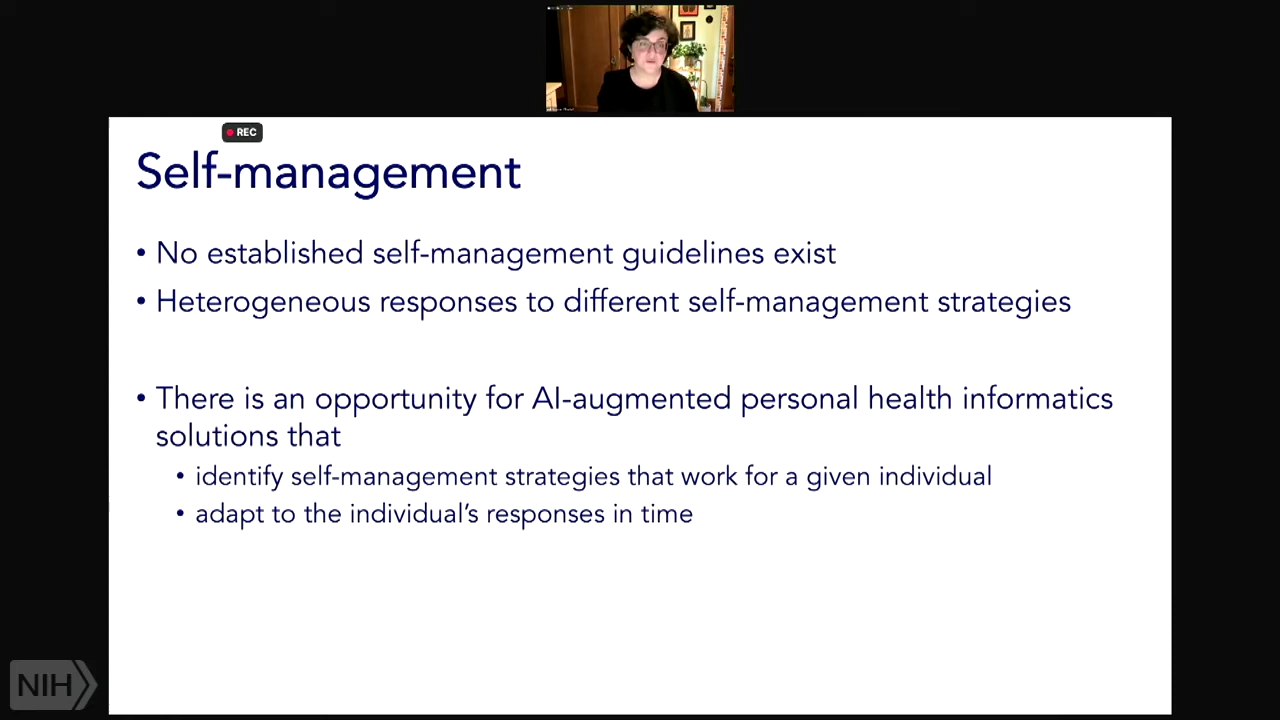 REC
Self-management
• No established self-management guidelines exist
• Heterogeneous responses to different self-management strategies
• There is an opportunity for AI-augmented personal health informatics
solutions that
• identify self-management strategies that work for a given individual
• adapt to the individual's responses in time
NIH